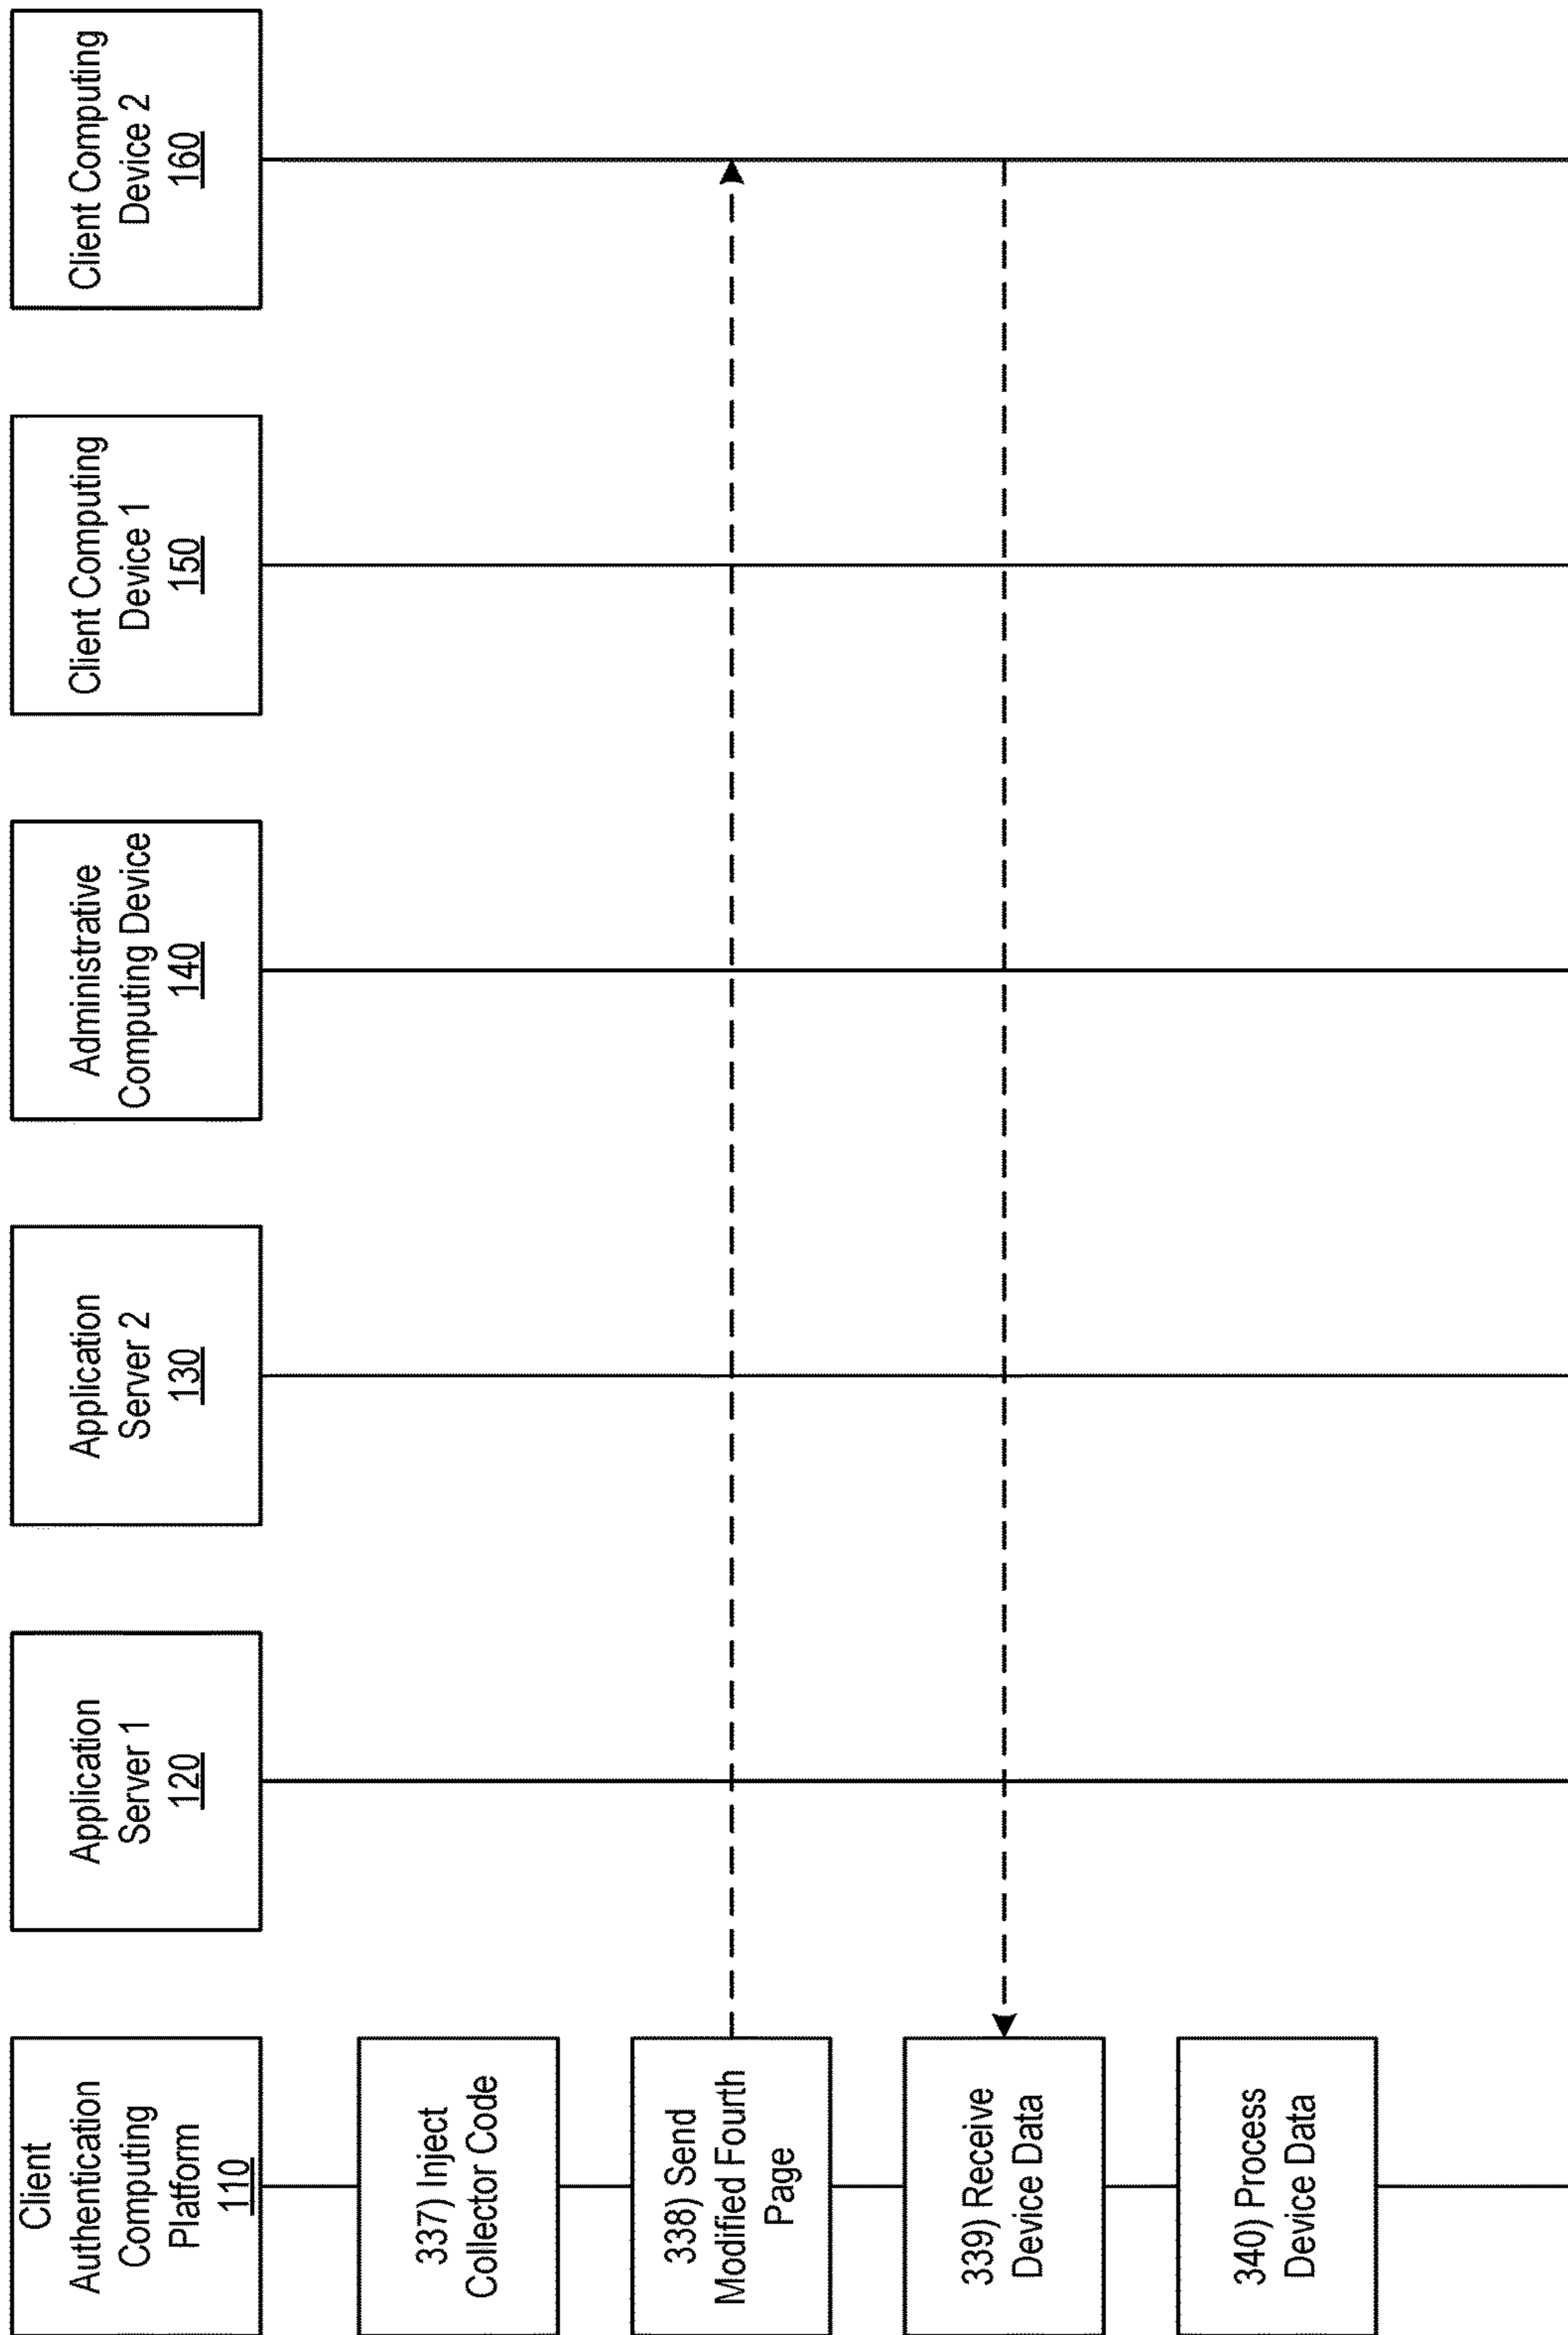 Client
Authentication
Computing
Platform
110
Application
Server 1
120
Application
Server 2
130
Administrative
Computing Device
140
Client Computing
Device 1
150
Client Computing
Device 2
160
337) Inject
Collector Code
338) Send
Modified Fourth
Page
339) Receive
Device Data
340) Process
Device Data